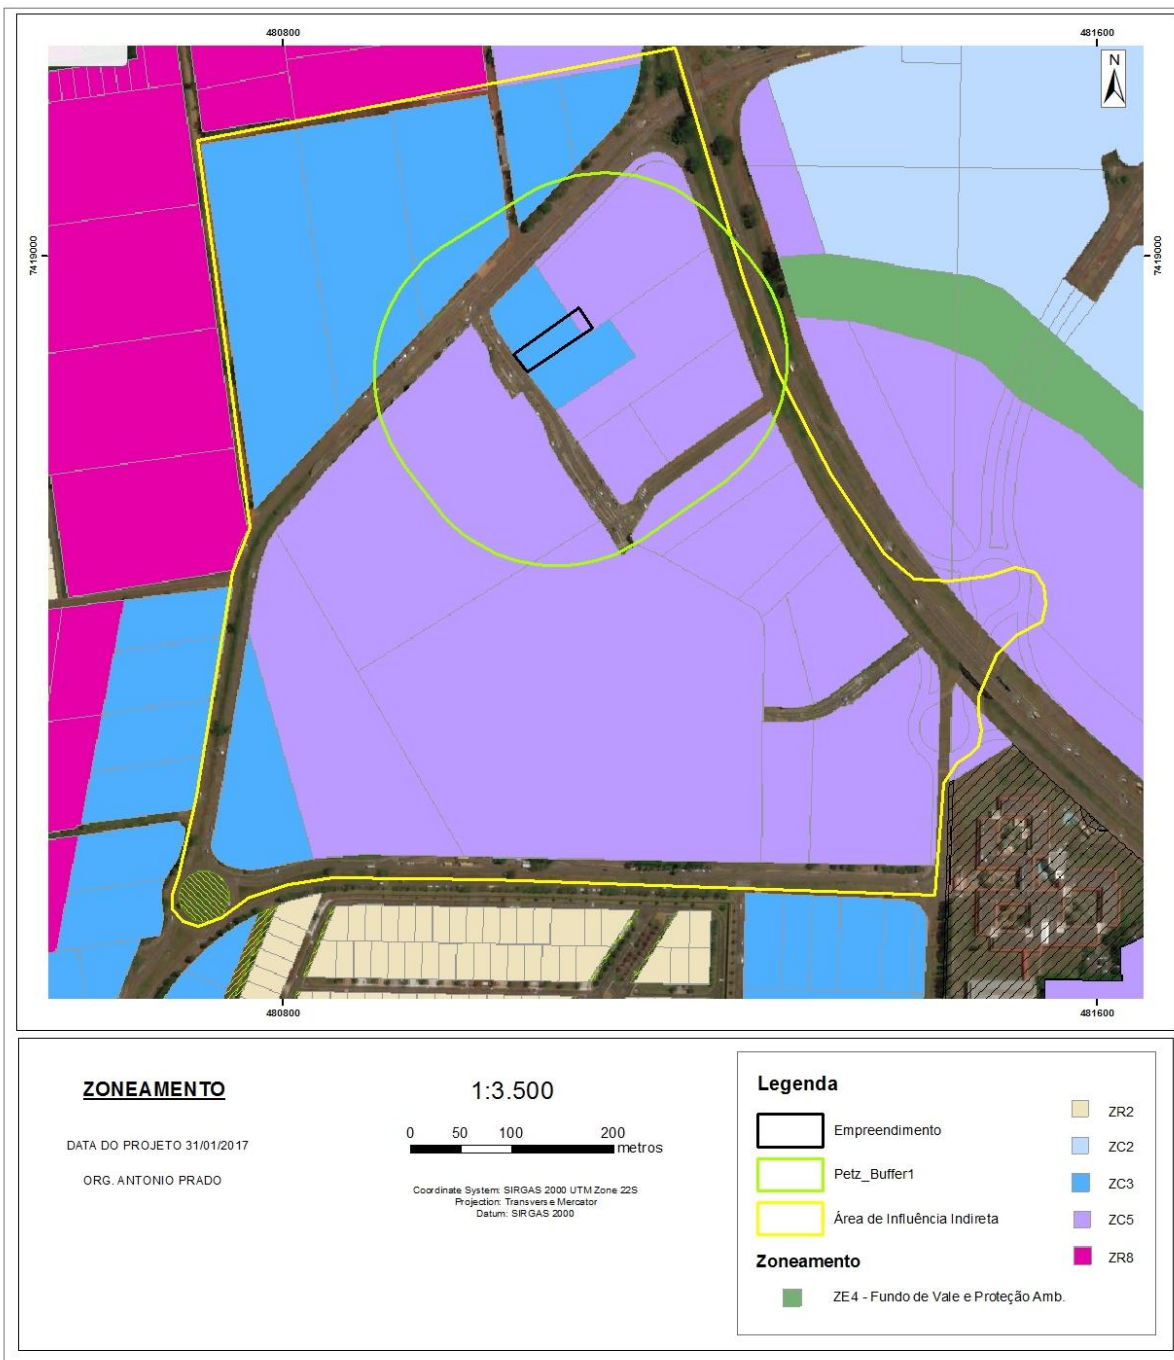 480800
481600
N
7419000
7419000
480800
481600
ZONEAMENTO
DATA DO PROJETO 31/01/2017
ORG. ANTONIO PRADO
1:3.500
0 50 100 200
metros
Coordinate System: SIRGAS 2000 UTM Zone 22S
Projection: Transverse Mercator
Datum: SIRGAS 2000
Legenda
Empreendimento
Petz_Buffer1
Área de Influência Indireta
Zoneamento
ZE4 - Fundo de Vale e Proteção Amb.
ZR2
ZC2
ZC3
ZC5
ZR8